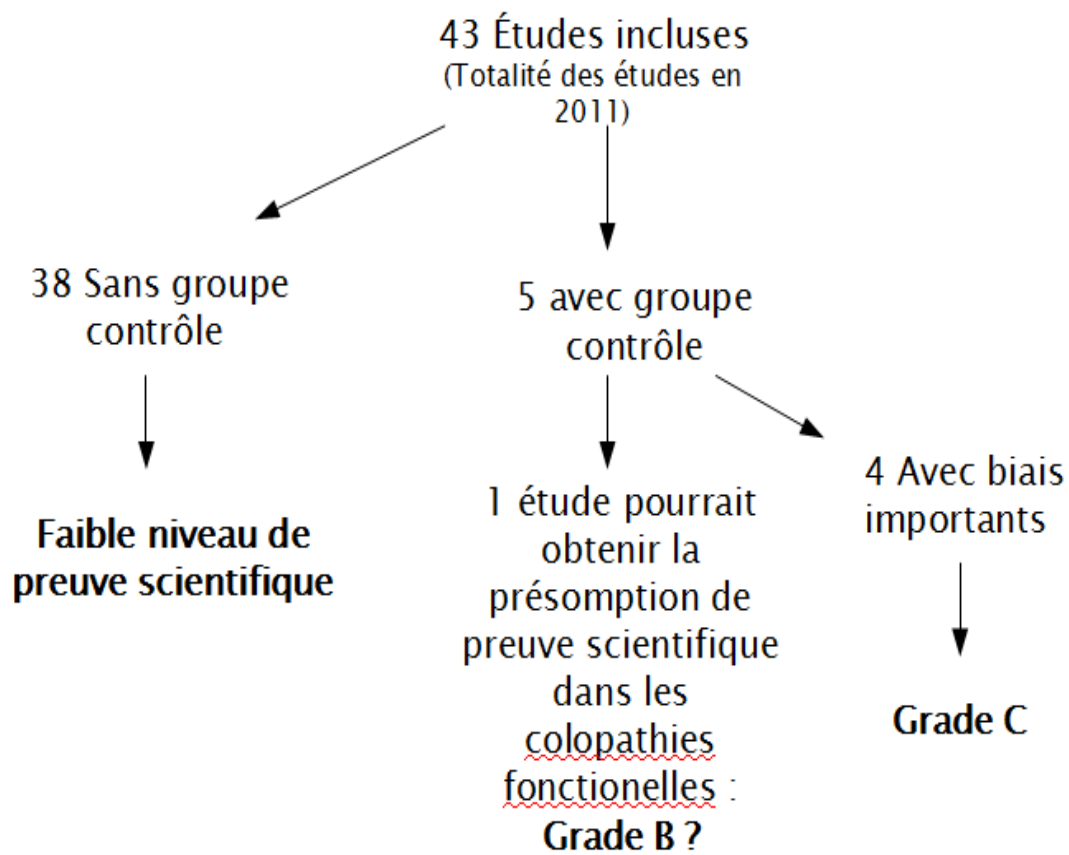 43 Études incluses
(Totalité des études en
2011)
38 Sans groupe
contrôle
Faible niveau de
preuve scientifique
5 avec groupe
contrôle
1 étude pourrait
obtenir la
présomption de
preuve scientifique
dans les
colopathies
fonctionelles :
Grade B ?
4 Avec biais
importants
Grade C